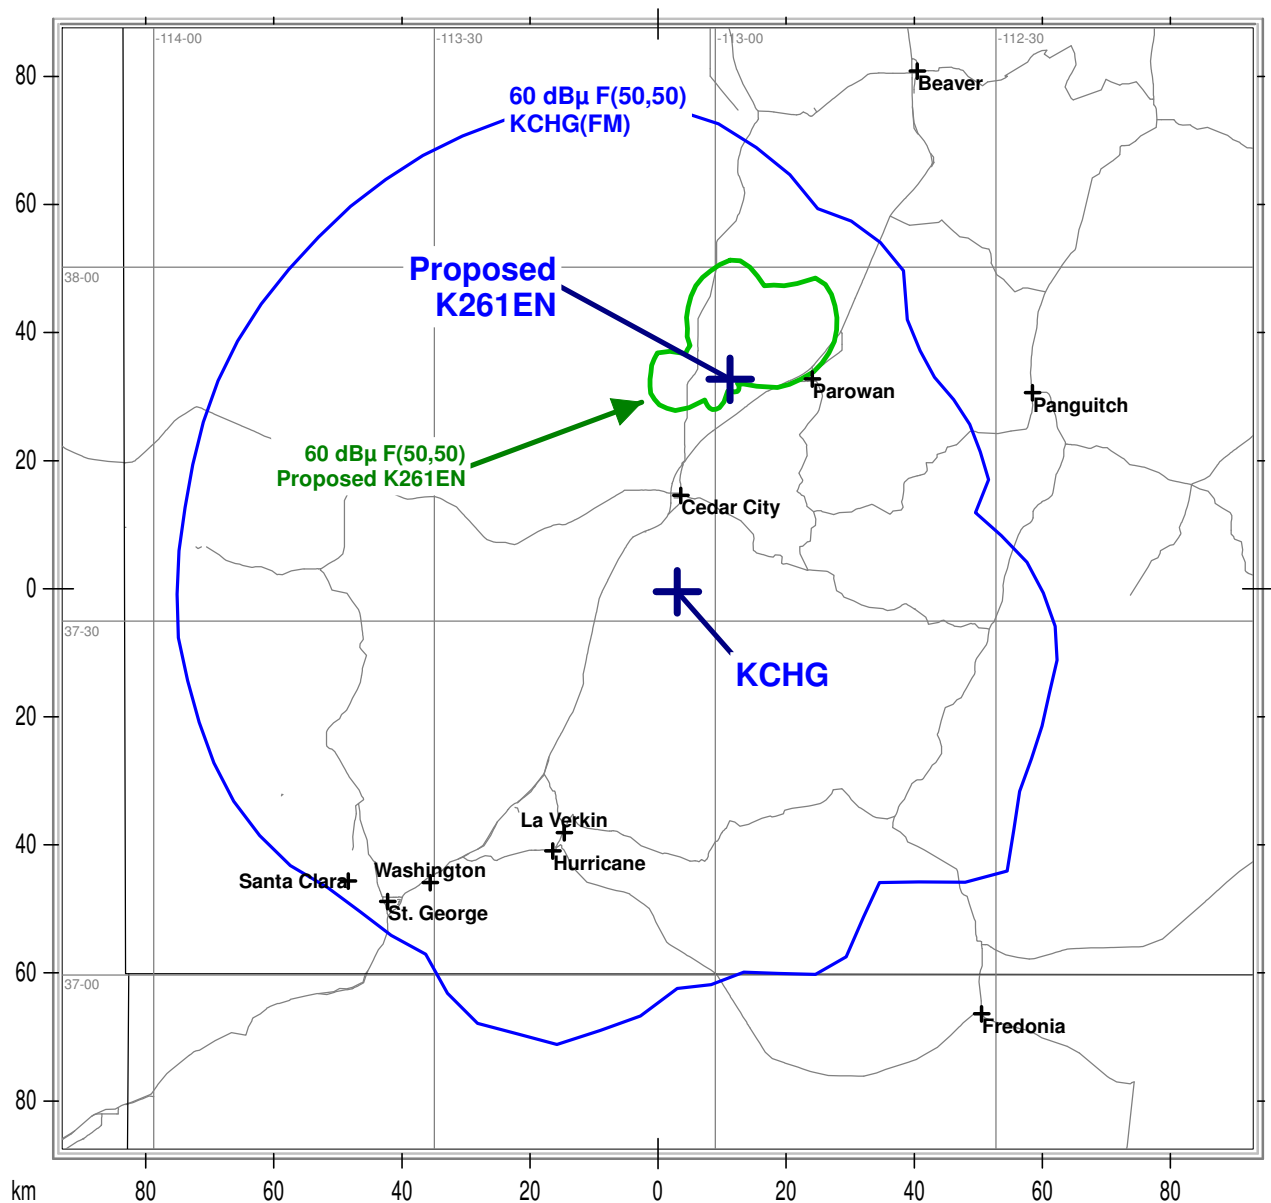 -114-00
-113-30
-113-00
-112-30
80
Beaver
60 dBµ F(50,50)
KCHG(FM)
60
38-00
Proposed
K261EN
40
Parowan
Panguitch
60 dBµ F(50,50)
Proposed K261EN
20
Cedar City
0
37-30
KCHG
20
La Verkin
40
Hurricane
Washington
Santa Clara
St. George
60
37-00
Fredonia
80
km
80
60
40
20
0
20
40
60
80